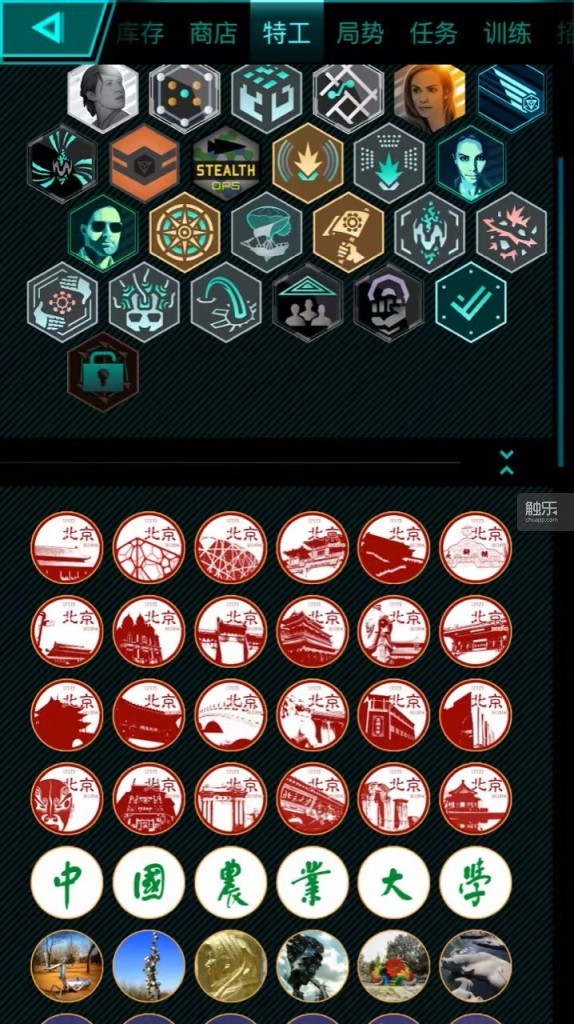 库存 商店 特工 局势 任务 训练 招
STEALTH
OPS
触乐
chuapp.com
北京 北京 北京 北京 北京 北京
北京 北京 北京 北京 北京 北京
北京 北京 北京 北京 北京 北京
北京 北京 北京 北京 北京 北京
中 國 農 業 大 學